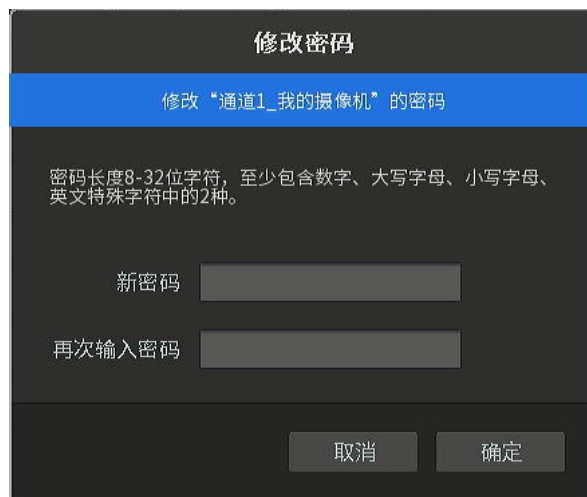 修改密码
修改“通道1_我的摄像机”的密码
密码长度8-32位字符，至少包含数字、大写字母、小写字母、
英文特殊字符中的2种。
新密码
再次输入密码
取消
确定